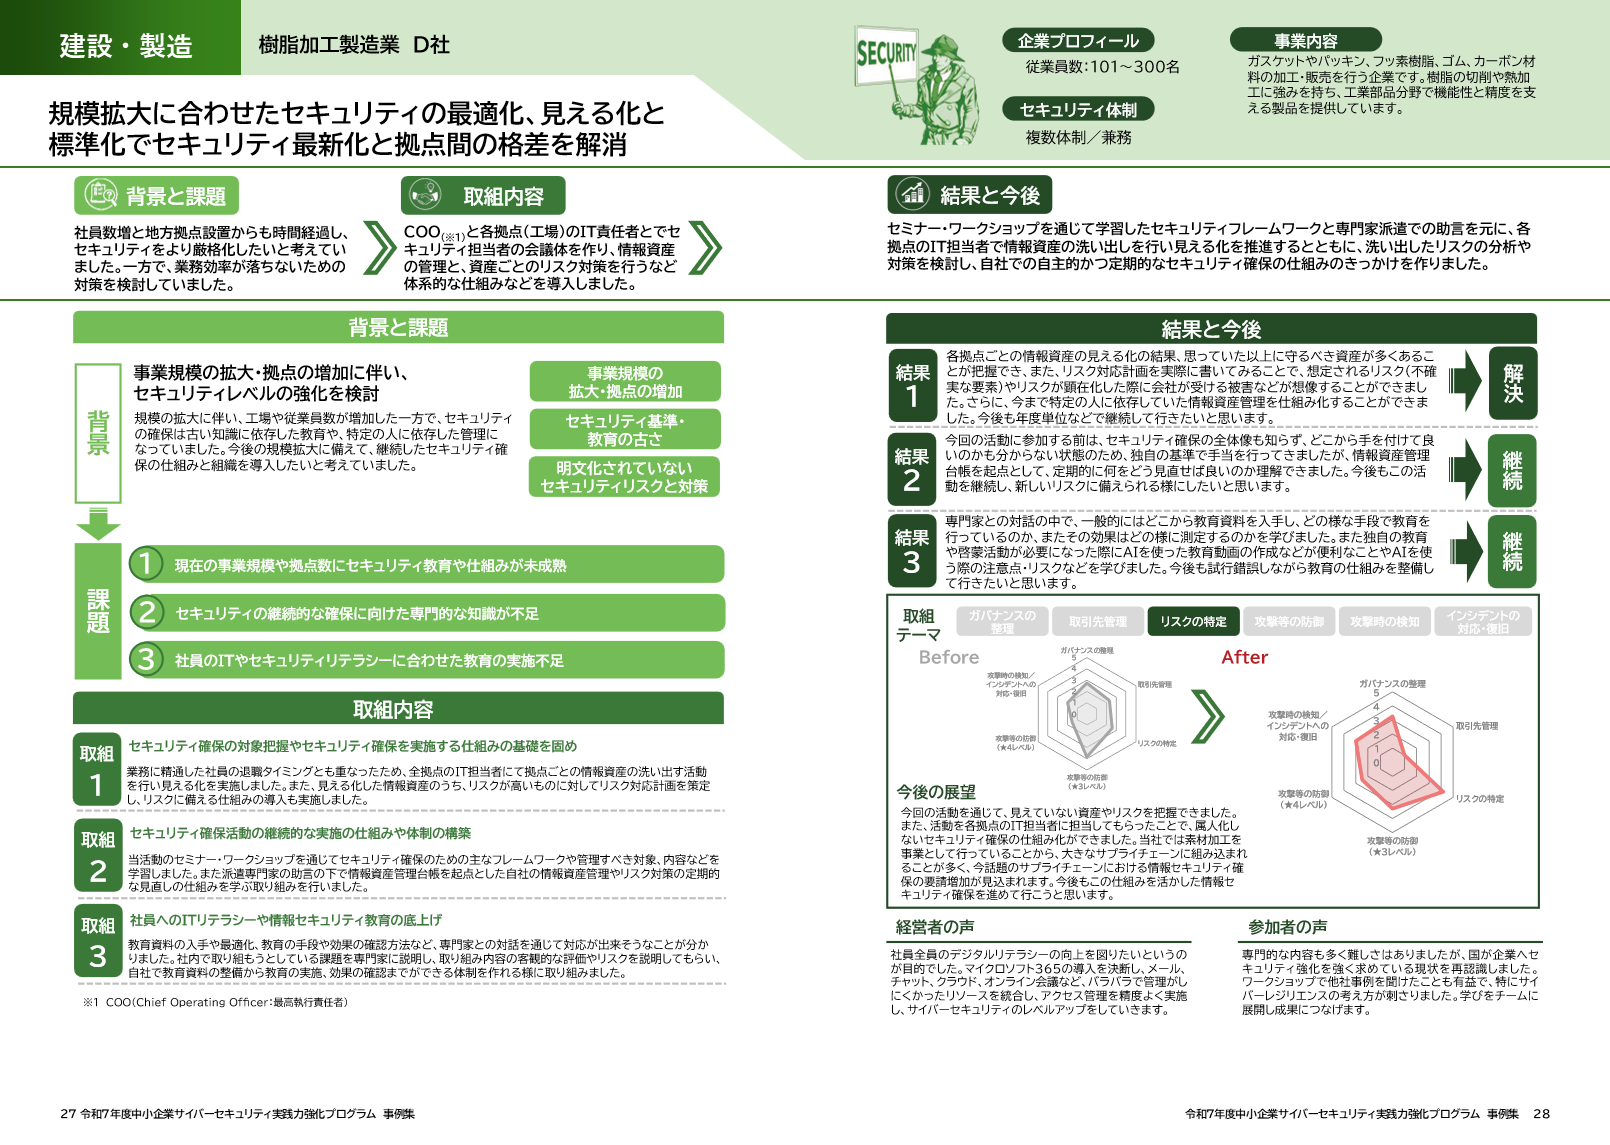 建設・製造
樹脂加工製造業 D社
規模拡大に合わせたセキュリティの最適化、見える化と
標準化でセキュリティ最新化と拠点間の格差を解消
SECURITY
企業プロフィール
従業員数：101～300名
セキュリティ体制
複数体制／兼務
事業内容
ガスケットやパッキン、フッ素樹脂、ゴム、カーボン材
料の加工・販売を行う企業です。樹脂の切削や熱加
工に強みを持ち、工業部品分野で機能性と精度を支
える製品を提供しています。
背景と課題
社員数増と地方拠点設置からも時間経過し、
セキュリティをより厳格化したいと考えてい
ました。一方で、業務効率が落ちないための
対策を検討していました。
取組内容
COO(※1)と各拠点(工場)のIT責任者とでセ
キュリティ担当者の会議体を作り、情報資産
の管理と、資産ごとのリスク対策を行うなど
体系的な仕組みなどを導入しました。
結果と今後
セミナー・ワークショップを通じて学習したセキュリティフレームワークと専門家派遣での助言を元に、各
拠点のIT担当者で情報資産の洗い出しを行い見える化を推進するとともに、洗い出したリスクの分析や
対策を検討し、自社での自主的かつ定期的なセキュリティ確保の仕組みのきっかけを作りました。
背景と課題
背景
事業規模の拡大・拠点の増加に伴い、
セキュリティレベルの強化を検討
規模の拡大に伴い、工場や従業員数が増加した一方で、セキュリティ
の確保は古い知識に依存した教育や、特定の人に依存した管理に
なっていました。今後の規模拡大に備えて、継続したセキュリティ確
保の仕組みと組織を導入したいと考えていました。
事業規模の
拡大・拠点の増加
セキュリティ基準・
教育の古さ
明文化されていない
セキュリティリスクと対策
課題
1 現在の事業規模や拠点数にセキュリティ教育や仕組みが未成熟
2 セキュリティの継続的な確保に向けた専門的な知識が不足
3 社員のITやセキュリティリテラシーに合わせた教育の実施不足
取組内容
取組
1
セキュリティ確保の対象把握やセキュリティ確保を実施する仕組みの基礎を固め
業務に精通した社員の退職タイミングとも重なったため、全拠点のIT担当者にて拠点ごとの情報資産の洗い出す活動
を行い見える化を実施しました。また、見える化した情報資産のうち、リスクが高いものに対してリスク対応計画を策定
し、リスクに備える仕組みの導入も実施しました。
取組
2
セキュリティ確保活動の継続的な実施の仕組みや体制の構築
当活動のセミナー・ワークショップを通じてセキュリティ確保のための主なフレームワークや管理すべき対象、内容などを
学習しました。また派遣専門家の助言の下で情報資産管理台帳を起点とした自社の情報資産管理やリスク対策の定期的
な見直しの仕組みを学ぶ取り組みを行いました。
取組
3
社員へのITリテラシーや情報セキュリティ教育の底上げ
教育資料の入手や最適化、教育の手段や効果の確認方法など、専門家との対話を通じて対応が出来そうなことが分か
りました。社内で取り組もうとしている課題を専門家に説明し、取り組み内容の客観的な評価やリスクを説明してもらい、
自社で教育資料の整備から教育の実施、効果の確認までができる体制を作れる様に取り組みました。
※1 COO(Chief Operating Officer：最高執行責任者)
結果と今後
結果
1
各拠点ごとの情報資産の見える化の結果、思っていた以上に守るべき資産が多くあるこ
とが把握でき、また、リスク対応計画を実際に書いてみることで、想定されるリスク(不確
実な要素)やリスクが顕在化した際に会社が受ける被害などが想像することができまし
た。さらに、今まで特定の人に依存していた情報資産管理を仕組み化することができま
した。今後も年度単位などで継続して行きたいと思います。
解決
結果
2
今回の活動に参加する前は、セキュリティ確保の全体像も知らず、どこから手を付けて良
いのかも分からない状態のため、独自の基準で手当を行ってきましたが、情報資産管理
台帳を起点として、定期的に何をどう見直せば良いのか理解できました。今後もこの活
動を継続し、新しいリスクに備えられる様にしたいと思います。
継続
結果
3
専門家との対話の中で、一般的にはどこから教育資料を入手し、どの様な手段で教育を
行っているのか、またその効果はどの様に測定するのかを学びました。また独自の教育
や啓蒙活動が必要になった際にAIを使った教育動画の作成などが便利なことやAIを使
う際の注意点・リスクなどを学びました。今後も試行錯誤しながら教育の仕組みを整備し
て行きたいと思います。
継続
取組
テーマ
ガバナンスの
整理
取引先管理
リスクの特定
攻撃等の防御
攻撃時の検知
インシデントの
対応・復旧
Before
ガバナンスの整理
取引先管理
リスクの特定
攻撃等の防御
(★3レベル)
攻撃等の防御
(★4レベル)
攻撃時の検知／
インシデントへの
対応・復旧
5
4
3
2
1
0
After
ガバナンスの整理
取引先管理
リスクの特定
攻撃等の防御
(★3レベル)
攻撃等の防御
(★4レベル)
攻撃時の検知／
インシデントへの
対応・復旧
5
4
3
2
1
0
今後の展望
今回の活動を通じて、見えていない資産やリスクを把握できました。
また、活動を各拠点のIT担当者に担当してもらったことで、属人化し
ないセキュリティ確保の仕組み化ができました。当社では素材加工を
事業として行っていることから、大きなサプライチェーンに組み込まれ
ることが多く、今話題のサプライチェーンにおける情報セキュリティ確
保の要請増加が見込まれます。今後もこの仕組みを活かした情報セ
キュリティ確保を進めて行こうと思います。
経営者の声
社員全員のデジタルリテラシーの向上を図りたいというの
が目的でした。マイクロソフト365の導入を決断し、メール、
チャット、クラウド、オンライン会議など、バラバラで管理がし
にくかったリソースを統合し、アクセス管理を精度よく実施
し、サイバーセキュリティのレベルアップをしていきます。
参加者の声
専門的な内容も多く難しさはありましたが、国が企業へセ
キュリティ強化を強く求めている現状を再認識しました。
ワークショップで他社事例を聞けたことも有益で、特にサイ
バーレジリエンスの考え方が刺さりました。学びをチームに
展開し成果につなげます。
27 令和7年度中小企業サイバーセキュリティ実践力強化プログラム 事例集
令和7年度中小企業サイバーセキュリティ実践力強化プログラム 事例集 28